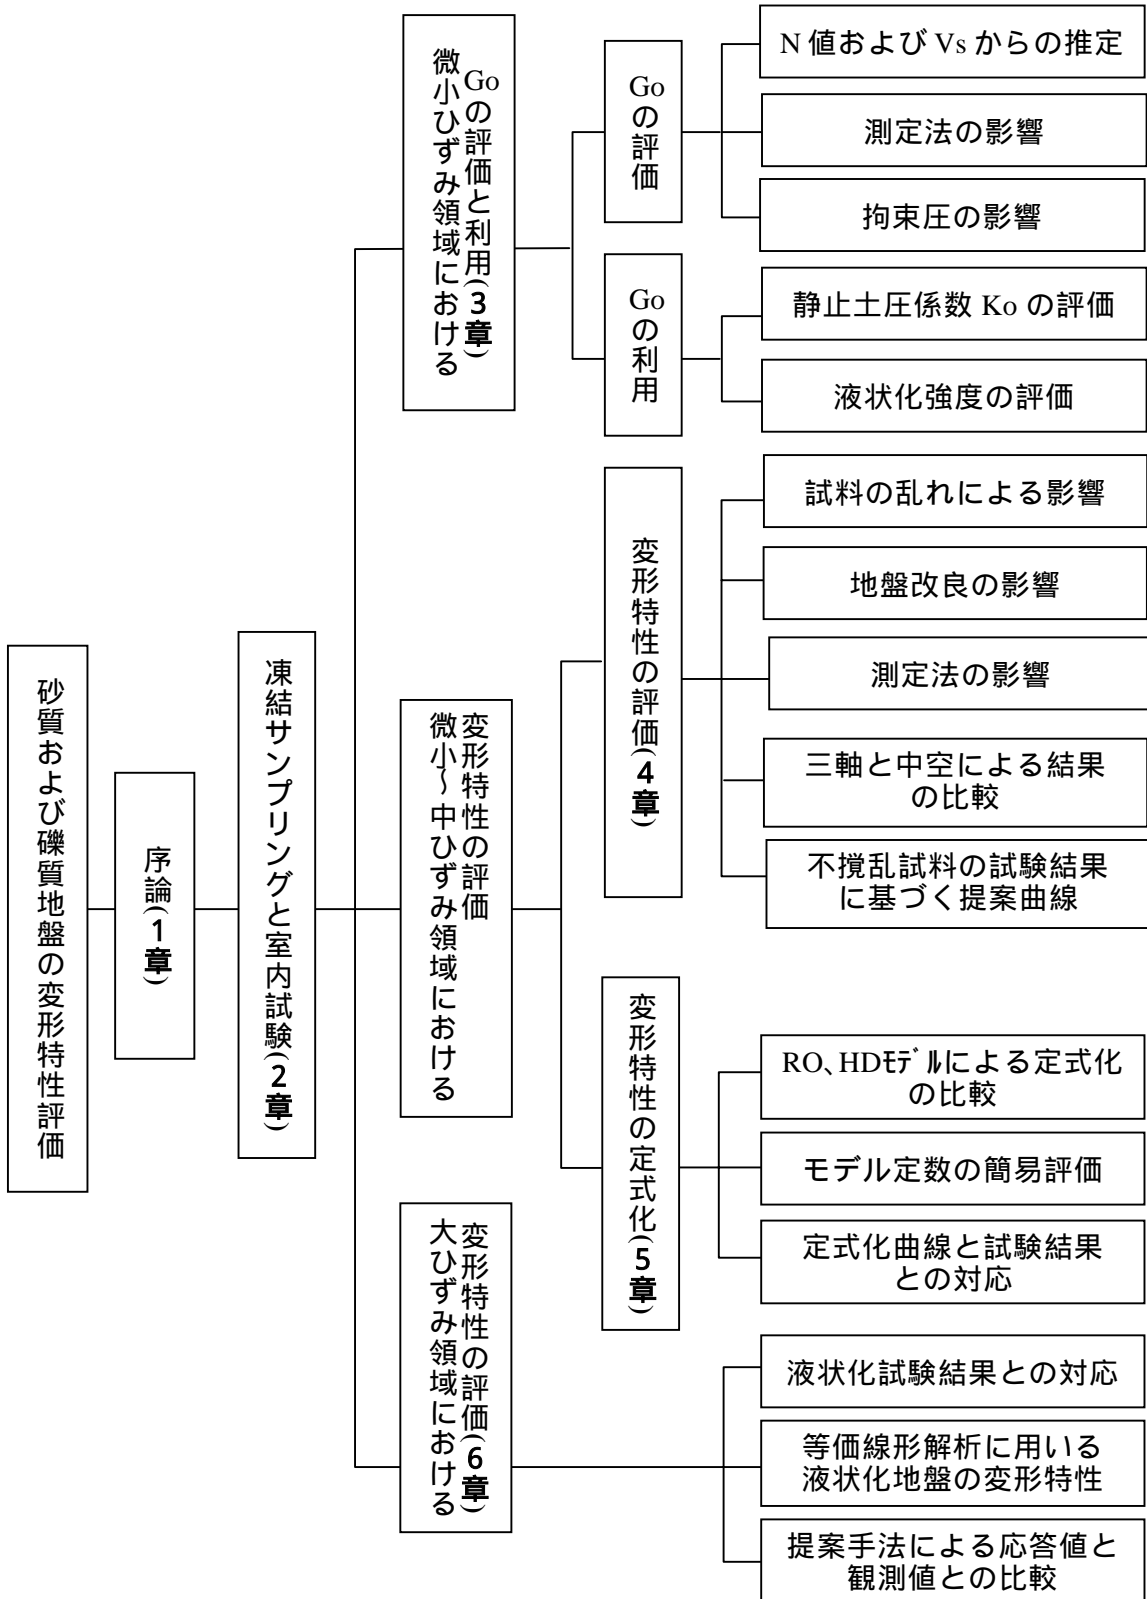 砂質および礫質地盤の変形特性評価
序論(1章)
凍結サンプリングと室内試験(2章)
微小ひずみ領域における
Goの評価と利用(3章)
Goの評価
N 値および Vs からの推定
測定法の影響
拘束圧の影響
Goの利用
静止土圧係数 Ko の評価
液状化強度の評価
微小～中ひずみ領域における
変形特性の評価
変形特性の評価(4章)
試料の乱れによる影響
地盤改良の影響
測定法の影響
三軸と中空による結果
の比較
不撹乱試料の試験結果
に基づく提案曲線
変形特性の定式化(5章)
RO、HDﾓﾃﾞﾙによる定式化
の比較
モデル定数の簡易評価
定式化曲線と試験結果
との対応
大ひずみ領域における
変形特性の評価(6章)
液状化試験結果との対応
等価線形解析に用いる
液状化地盤の変形特性
提案手法による応答値と
観測値との比較